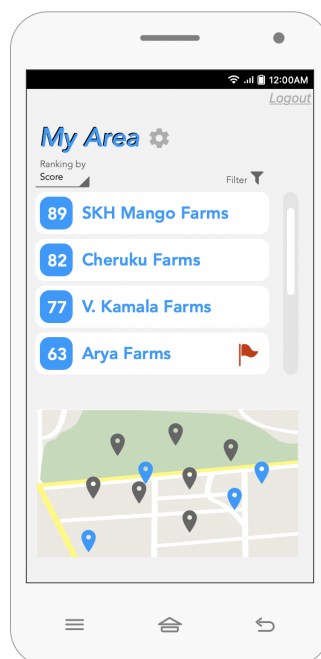 12:00AM
Logout
My Area
Ranking by
Score
Filter
89 SKH Mango Farms
82 Cheruku Farms
77 V. Kamala Farms
63 Arya Farms